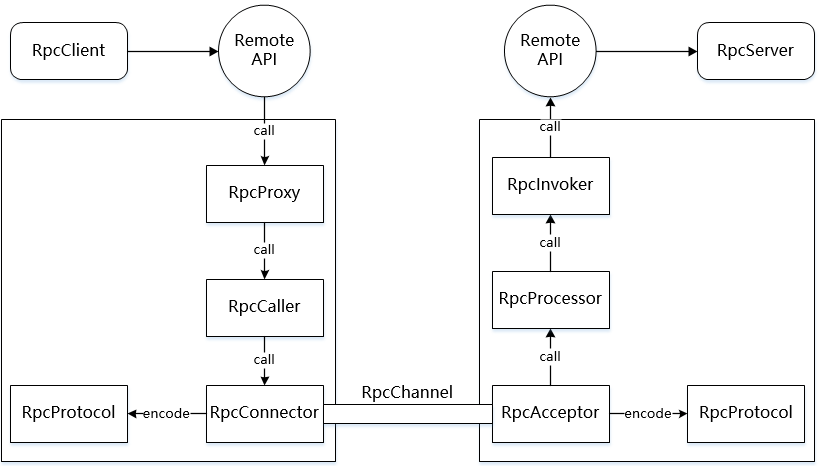 RpcClient
Remote
API
Remote
API
RpcServer
call
call
RpcProxy
RpcInvoker
call
call
RpcCaller
RpcProcessor
call
call
RpcChannel
RpcProtocol
encode
RpcConnector
RpcAcceptor
encode
RpcProtocol